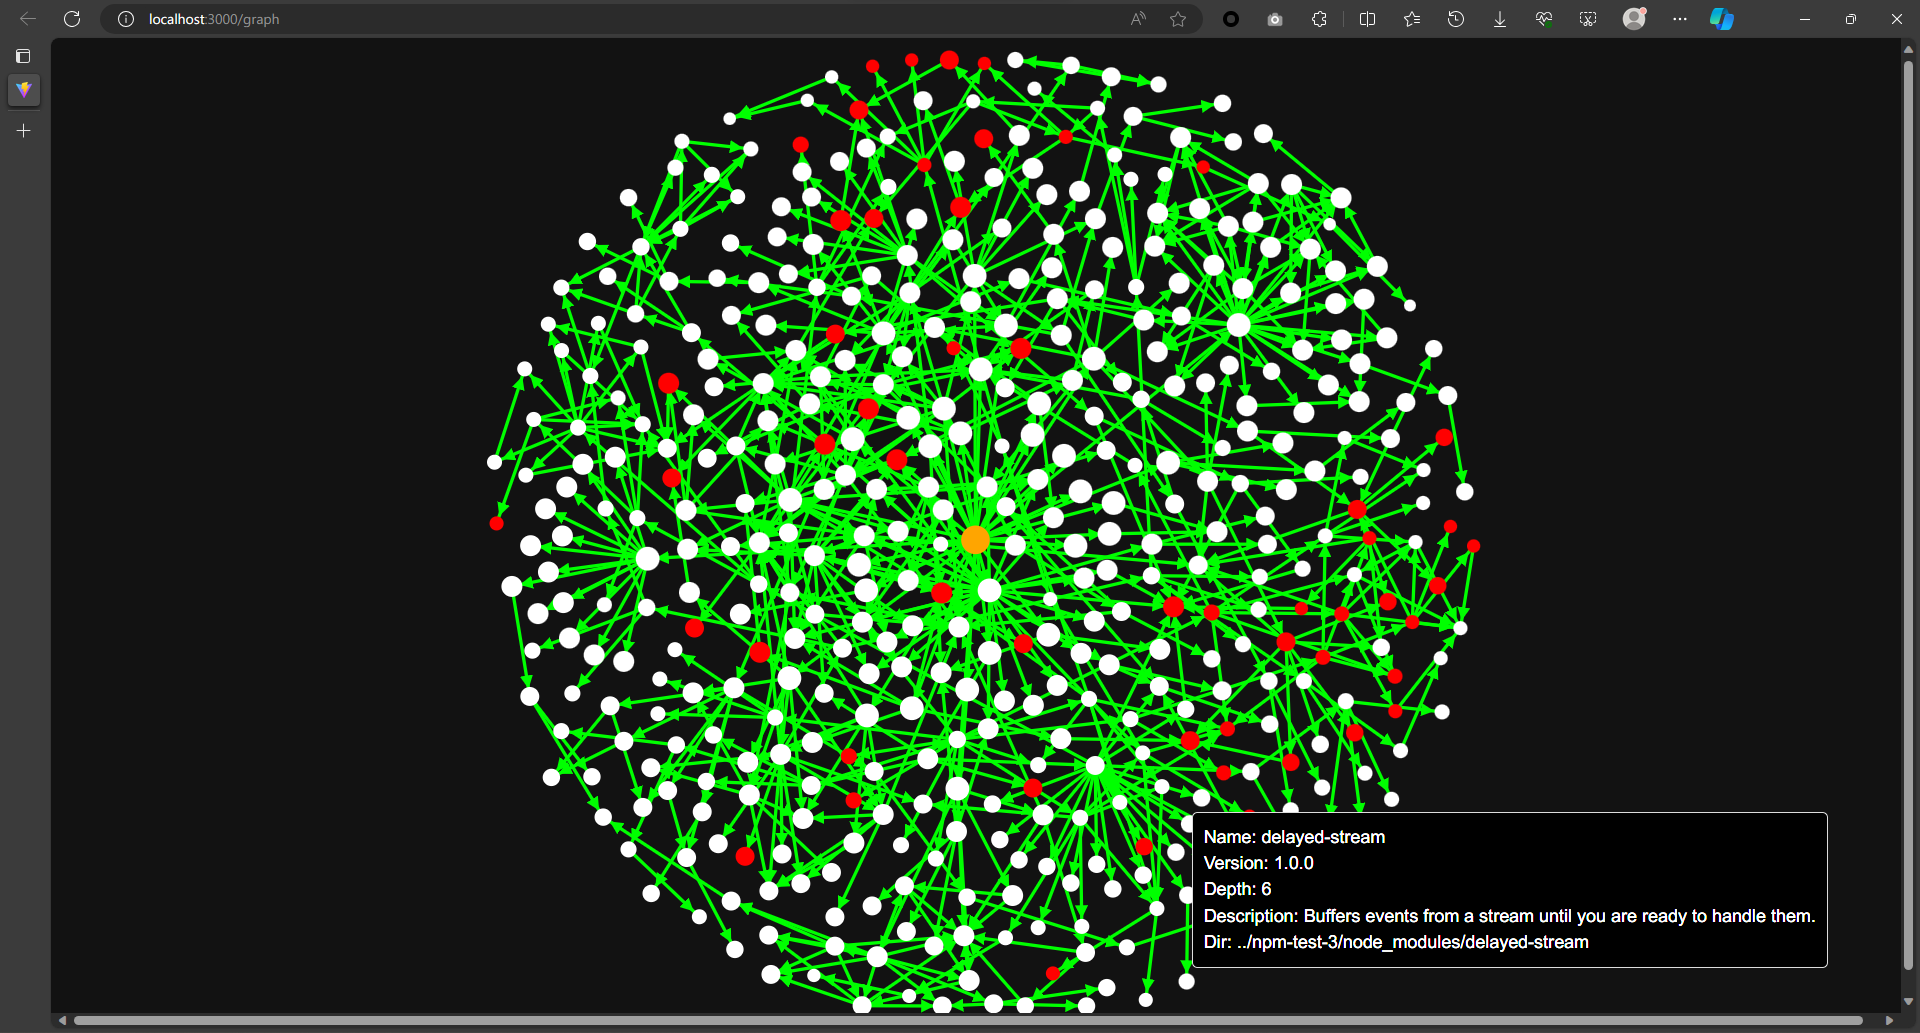 localhost:3000/graph
Name: delayed-stream
Version: 1.0.0
Depth: 6
Description: Buffers events from a stream until you are ready to handle them.
Dir: ../npm-test-3/node_modules/delayed-stream